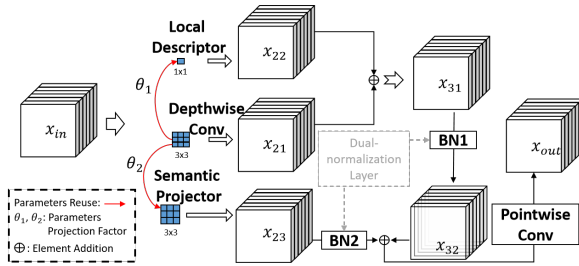 Local
Descriptor
1x1
x22
x31
θ1
xin
Depthwise
Conv
3x3
x21
Dual-
normalization
Layer
BN1
xout
θ2
Semantic
Projector
3x3
x23
BN2
x32
Pointwise
Conv
Parameters Reuse:
θ1, θ2: Parameters
Projection Factor
⊕: Element Addition